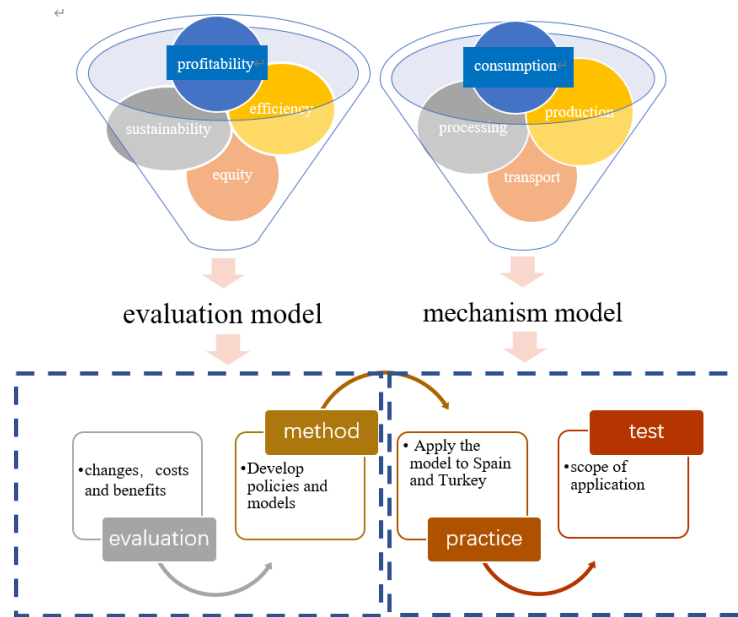 profitability
efficiency
sustainability
equity
consumption
production
processing
transport
evaluation model
mechanism model
•changes, costs
and benefits
evaluation
method
•Develop
policies and
models
• Apply the
model to Spain
and Turkey
practice
test
•scope of
application